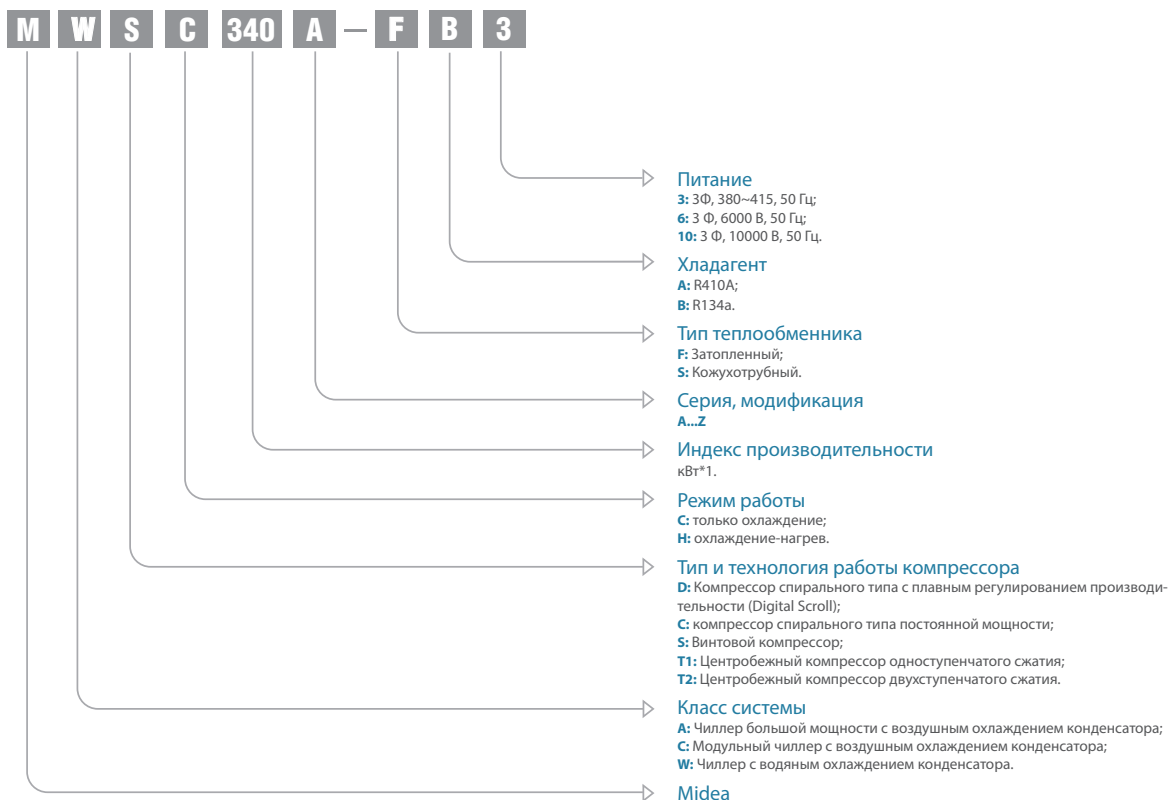 M W S C 340 A — F B 3
Питание
3: 3Ф, 380~415, 50 Гц;
6: 3 Ф, 6000 В, 50 Гц;
10: 3 Ф, 10000 В, 50 Гц.
Хладагент
A: R410A;
B: R134a.
Тип теплообменника
F: Затопленный;
S: Кожухотрубный.
Серия, модификация
A...Z
Индекс производительности
кВт*1.
Режим работы
C: только охлаждение;
H: охлаждение-нагрев.
Тип и технология работы компрессора
D: Компрессор спирального типа с плавным регулированием производи-
тельности (Digital Scroll);
C: компрессор спирального типа постоянной мощности;
S: Винтовой компрессор;
T1: Центробежный компрессор одноступенчатого сжатия;
T2: Центробежный компрессор двухступенчатого сжатия.
Класс системы
A: Чиллер большой мощности с воздушным охлаждением конденсатора;
C: Модульный чиллер с воздушным охлаждением конденсатора;
W: Чиллер с водяным охлаждением конденсатора.
Midea